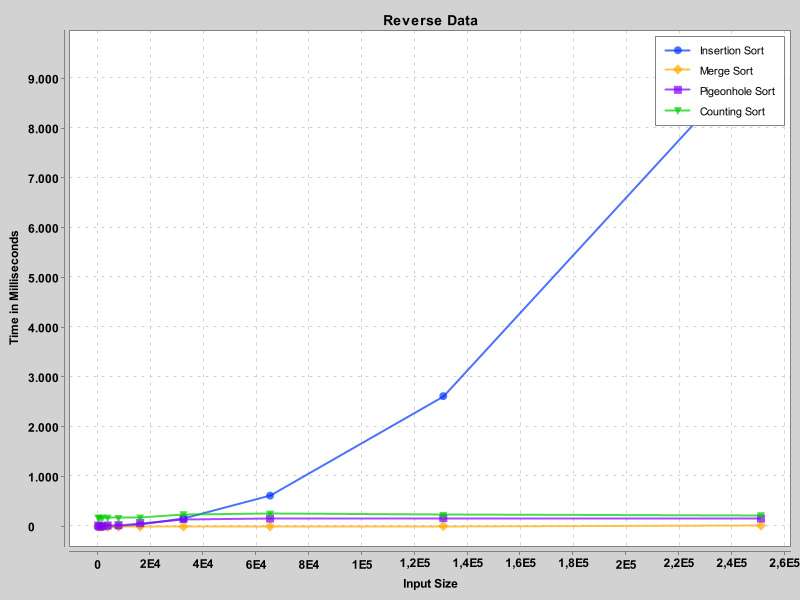 Reverse Data
Insertion Sort
Merge Sort
Pigeonhole Sort
Counting Sort
Time in Milliseconds
9.000
8.000
7.000
6.000
5.000
4.000
3.000
2.000
1.000
0
0 2E4 4E4 6E4 8E4 1E5 1,2E5 1,4E5 1,6E5 1,8E5 2E5 2,2E5 2,4E5 2,6E5
Input Size